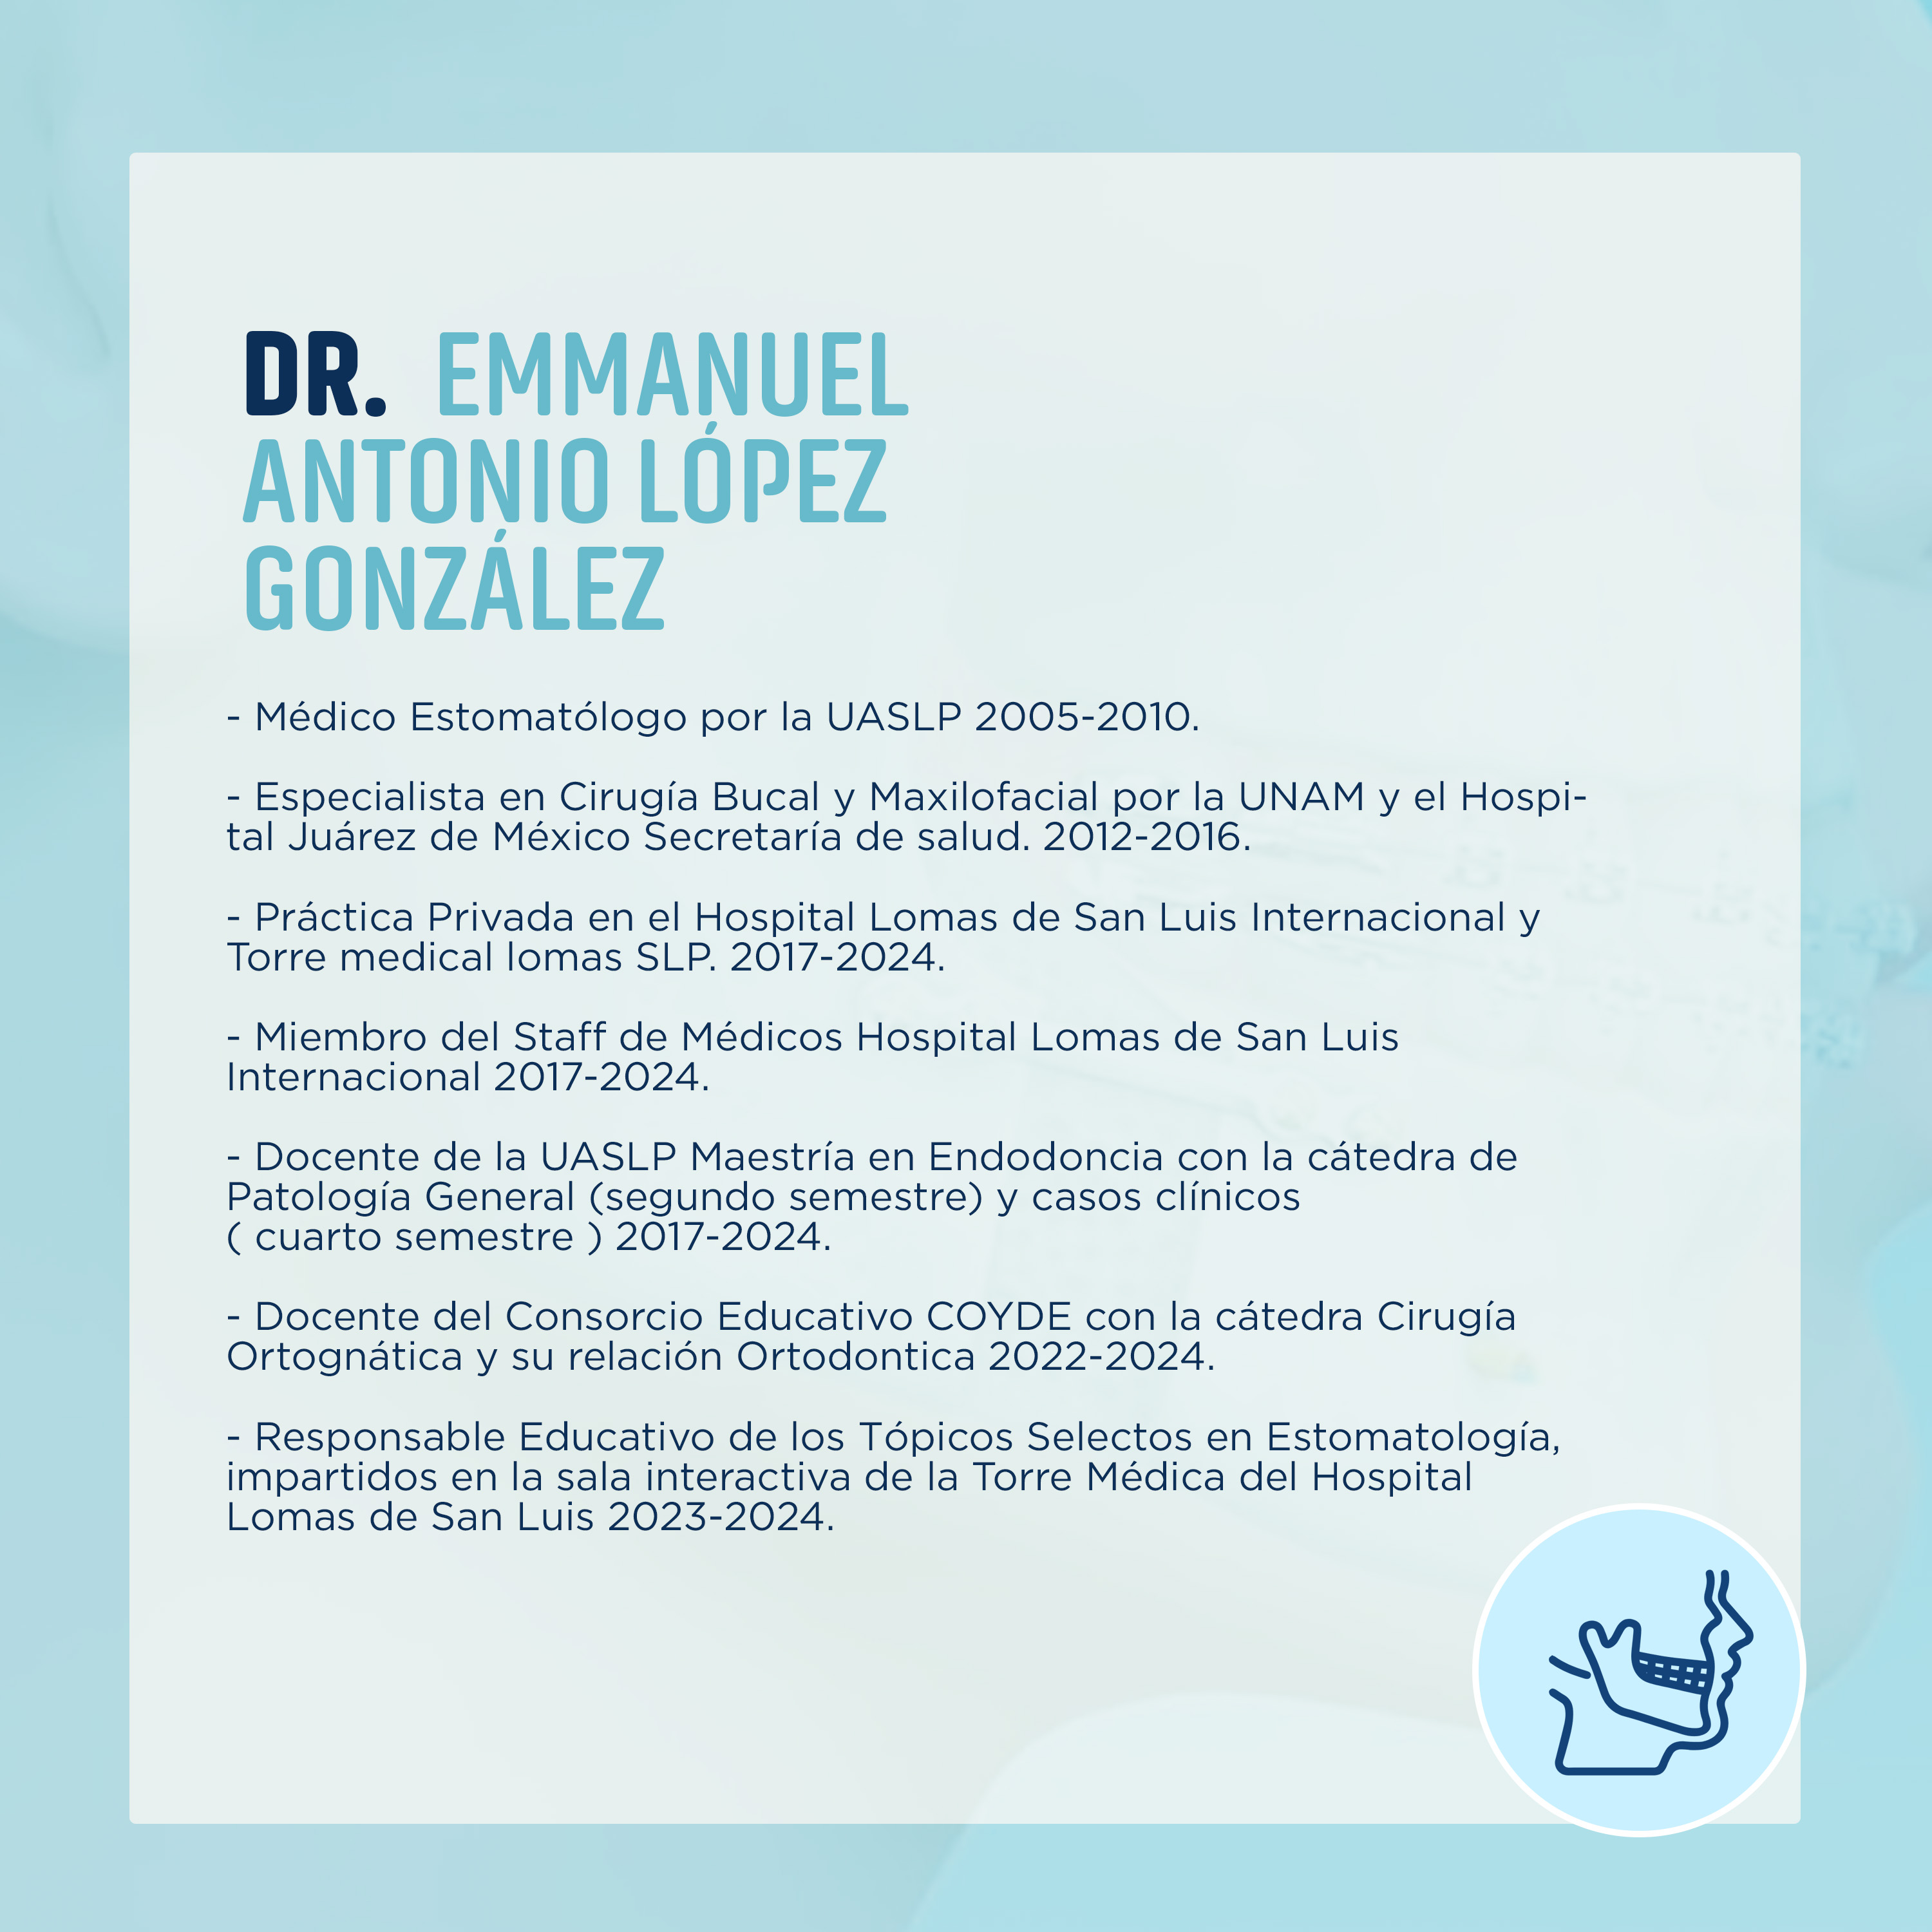 DR. EMMANUEL
ANTONIO LÓPEZ
GONZÁLEZ
- Médico Estomatólogo por la UASLP 2005-2010.
- Especialista en Cirugía Bucal y Maxilofacial por la UNAM y el Hospi-
tal Juárez de México Secretaría de salud. 2012-2016.
- Práctica Privada en el Hospital Lomas de San Luis Internacional y
Torre medical lomas SLP. 2017-2024.
- Miembro del Staff de Médicos Hospital Lomas de San Luis
Internacional 2017-2024.
- Docente de la UASLP Maestría en Endodoncia con la cátedra de
Patología General (segundo semestre) y casos clínicos
( cuarto semestre ) 2017-2024.
- Docente del Consorcio Educativo COYDE con la cátedra Cirugía
Ortognática y su relación Ortodontica 2022-2024.
- Responsable Educativo de los Tópicos Selectos en Estomatología,
impartidos en la sala interactiva de la Torre Médica del Hospital
Lomas de San Luis 2023-2024.